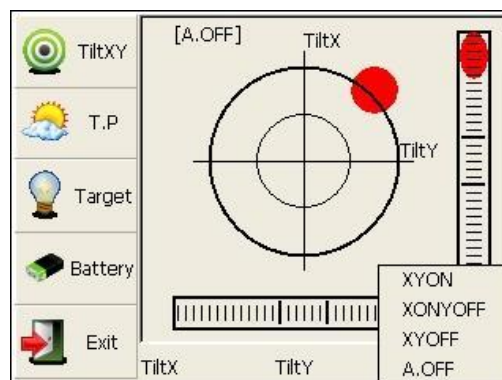 TiltXY
T.P
Target
Battery
Exit
[A.OFF]
TiltX
TiltY
XYON
XONYOFF
XYOFF
A.OFF
TiltX TiltY